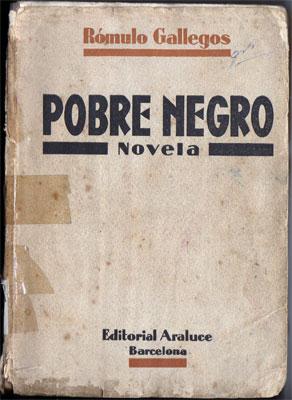 Rómulo Gallegos
POBRE NEGRO
Novela
Editorial Araluce
Barcelona